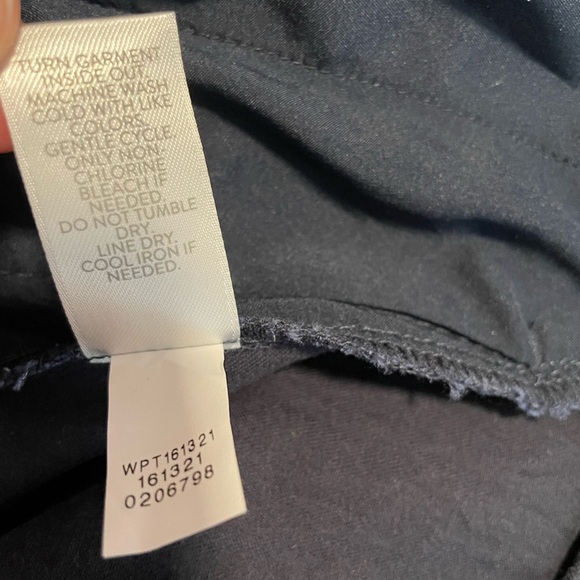 TURN GARMENT
INSIDE OUT
MACHINE WASH
COLD WITH LIKE
COLORS.
GENTLE CYCLE.
ONLY NON-
CHLORINE
BLEACH IF
NEEDED.
DO NOT TUMBLE
DRY.
LINE DRY.
COOL IRON IF
NEEDED.
WPT161321
161321
0206798